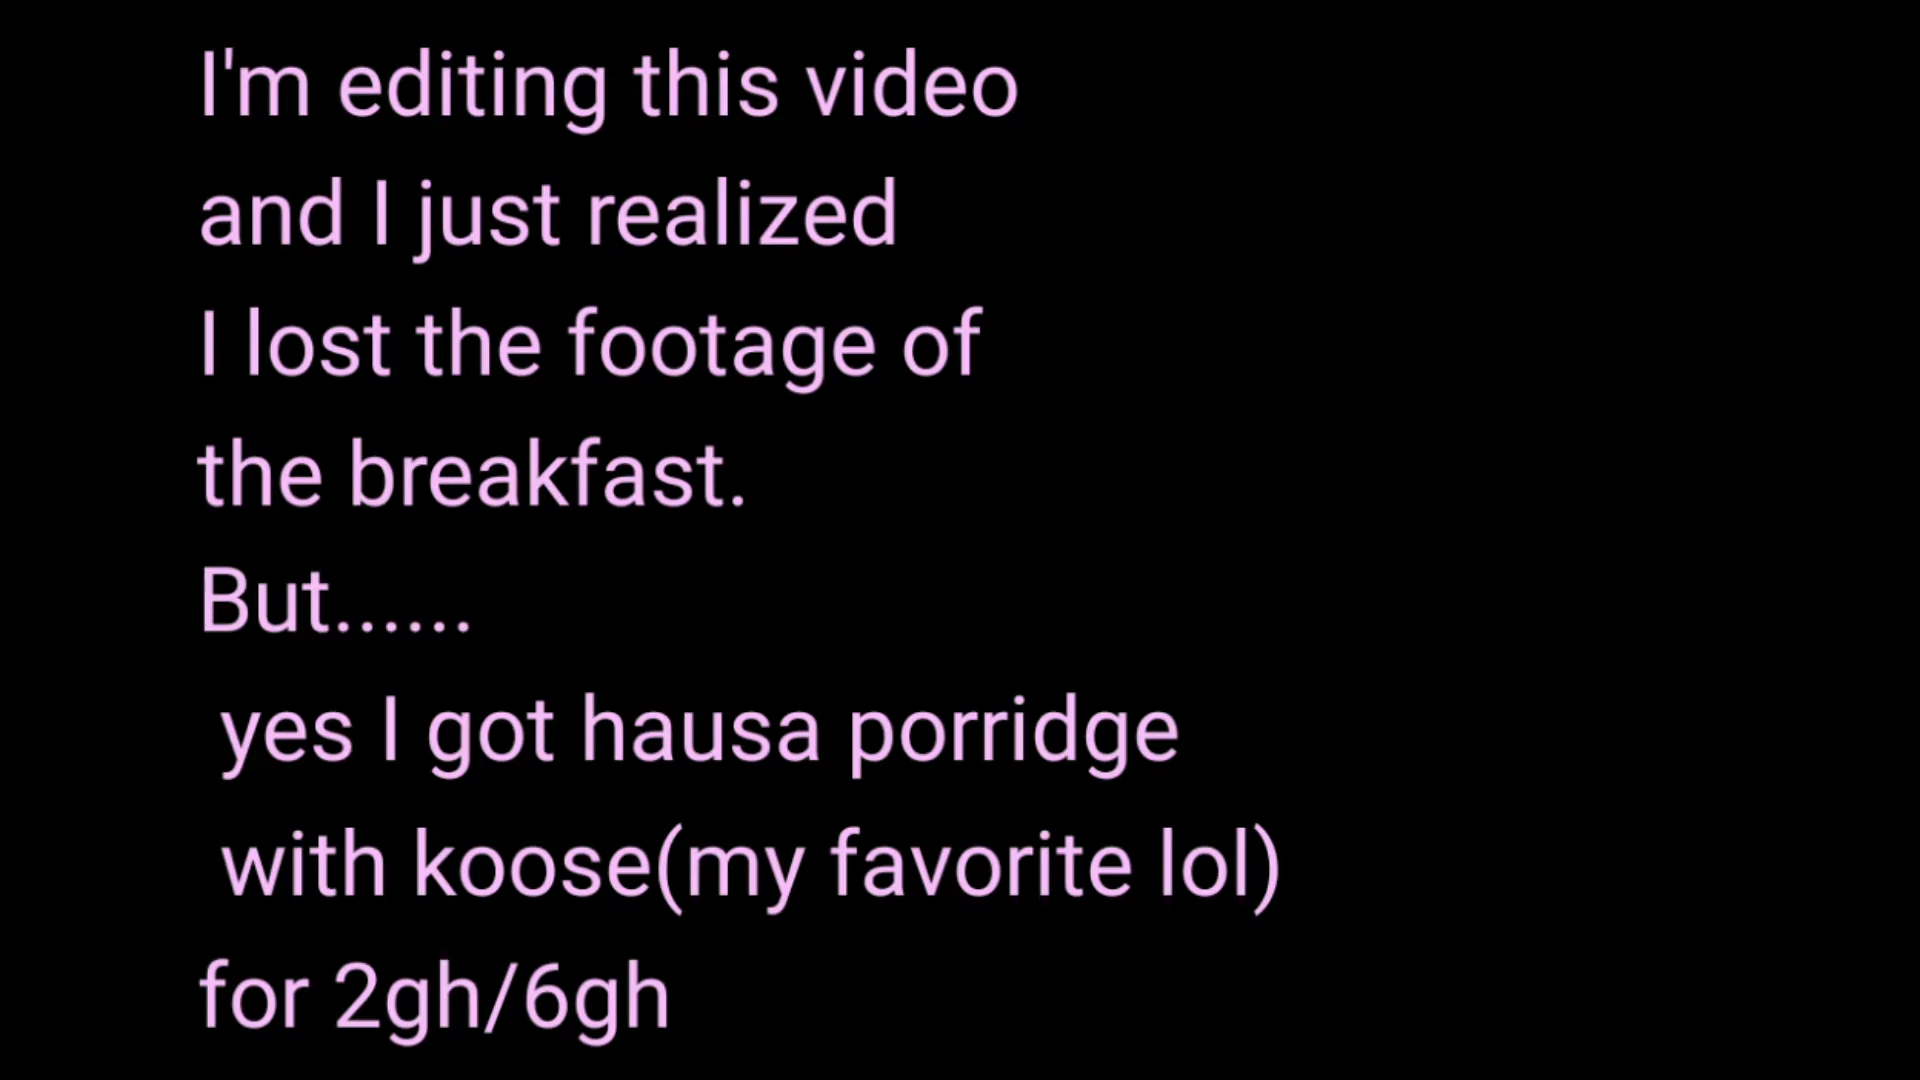 I'm editing this video
and I just realized
I lost the footage of
the breakfast.
But......
yes I got hausa porridge
with koose(my favorite lol)
for 2gh/6gh